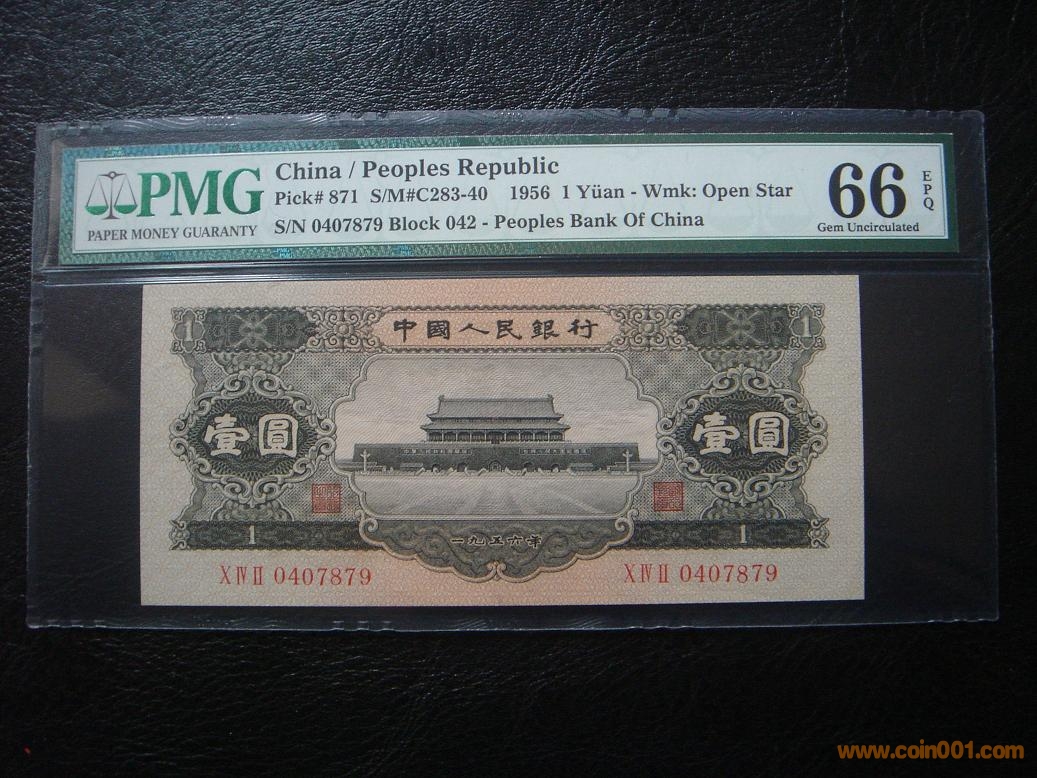 PMG
PAPER MONEY GUARANTY
China / Peoples Republic
Pick# 871 S/M#C283-40 1956 1 Yüan - Wmk: Open Star
S/N 0407879 Block 042 - Peoples Bank Of China
66
EPQ
Gem Uncirculated
1 中國人民銀行 1
壹圓 壹圓
1 1
一九五六年
XIVII 0407879 XIVII 0407879
www.coin001.com